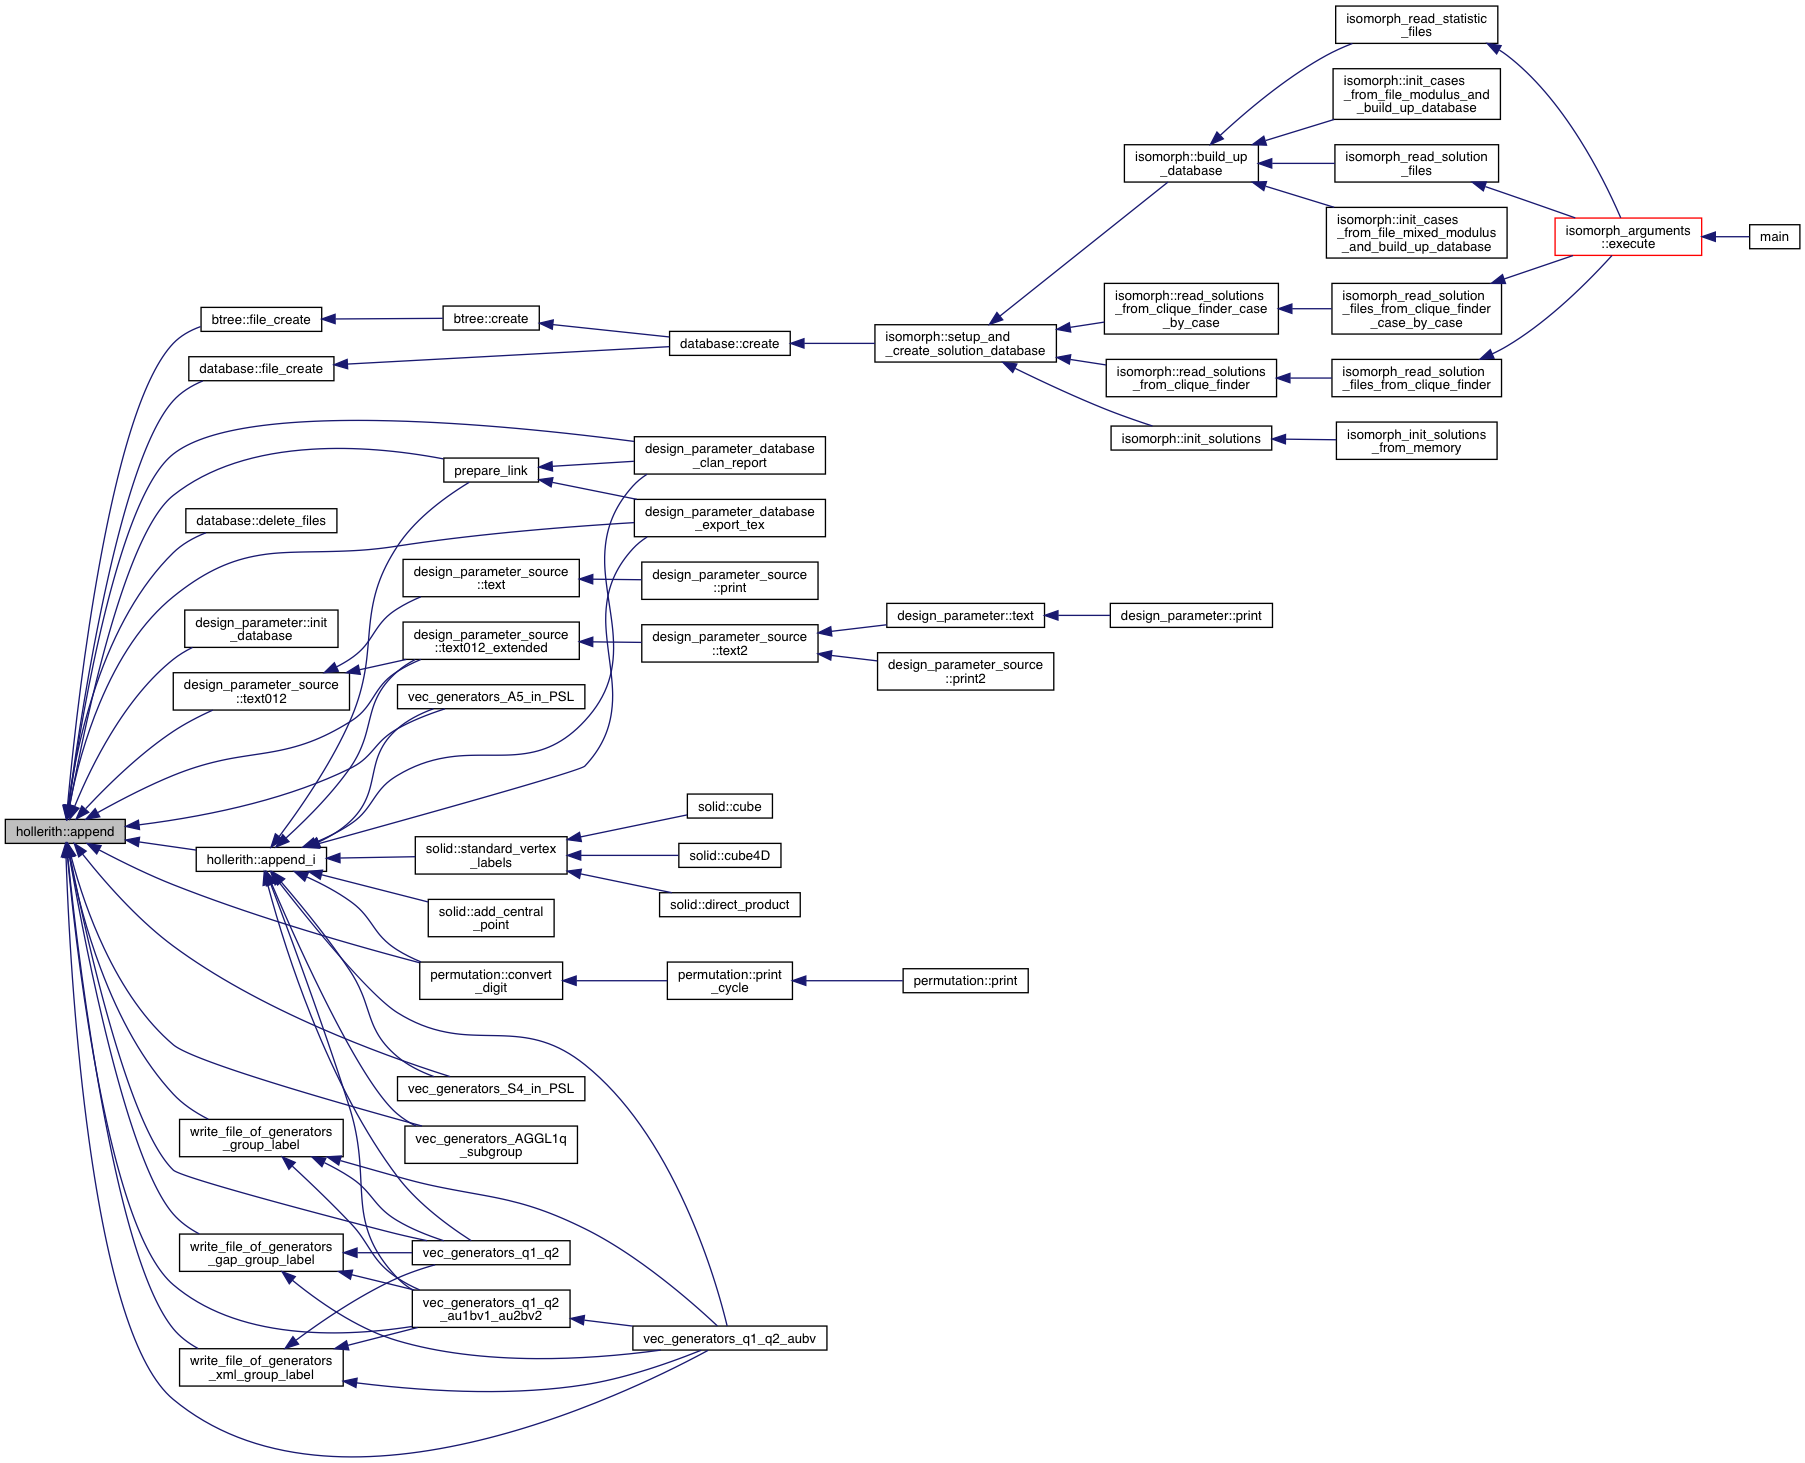 isomorph_read_statistic
_files
isomorph::init_cases
_from_file_modulus_and
_build_up_database
isomorph::build_up
_database
isomorph_read_solution
_files
isomorph::init_cases
_from_file_mixed_modulus
_and_build_up_database
isomorph_arguments
::execute
main
btree::file_create
btree::create
database::file_create
database::create
isomorph::setup_and
_create_solution_database
isomorph::read_solutions
_from_clique_finder_case
_by_case
isomorph_read_solution
_files_from_clique_finder
_case_by_case
isomorph::read_solutions
_from_clique_finder
isomorph_read_solution
_files_from_clique_finder
isomorph::init_solutions
isomorph_init_solutions
_from_memory
design_parameter_database
_clan_report
prepare_link
design_parameter_database
_export_tex
database::delete_files
design_parameter_source
::text
design_parameter_source
::print
design_parameter::init
_database
design_parameter_source
::text012_extended
design_parameter_source
::text2
design_parameter::text
design_parameter::print
design_parameter_source
::print2
design_parameter_source
::text012
vec_generators_A5_in_PSL
hollerith::append
hollerith::append_i
solid::standard_vertex
_labels
solid::cube
solid::cube4D
solid::direct_product
solid::add_central
_point
permutation::convert
_digit
permutation::print
_cycle
permutation::print
vec_generators_S4_in_PSL
write_file_of_generators
_group_label
vec_generators_AGGL1q
_subgroup
write_file_of_generators
_gap_group_label
vec_generators_q1_q2
vec_generators_q1_q2
_au1bv1_au2bv2
vec_generators_q1_q2_aubv
write_file_of_generators
_xml_group_label